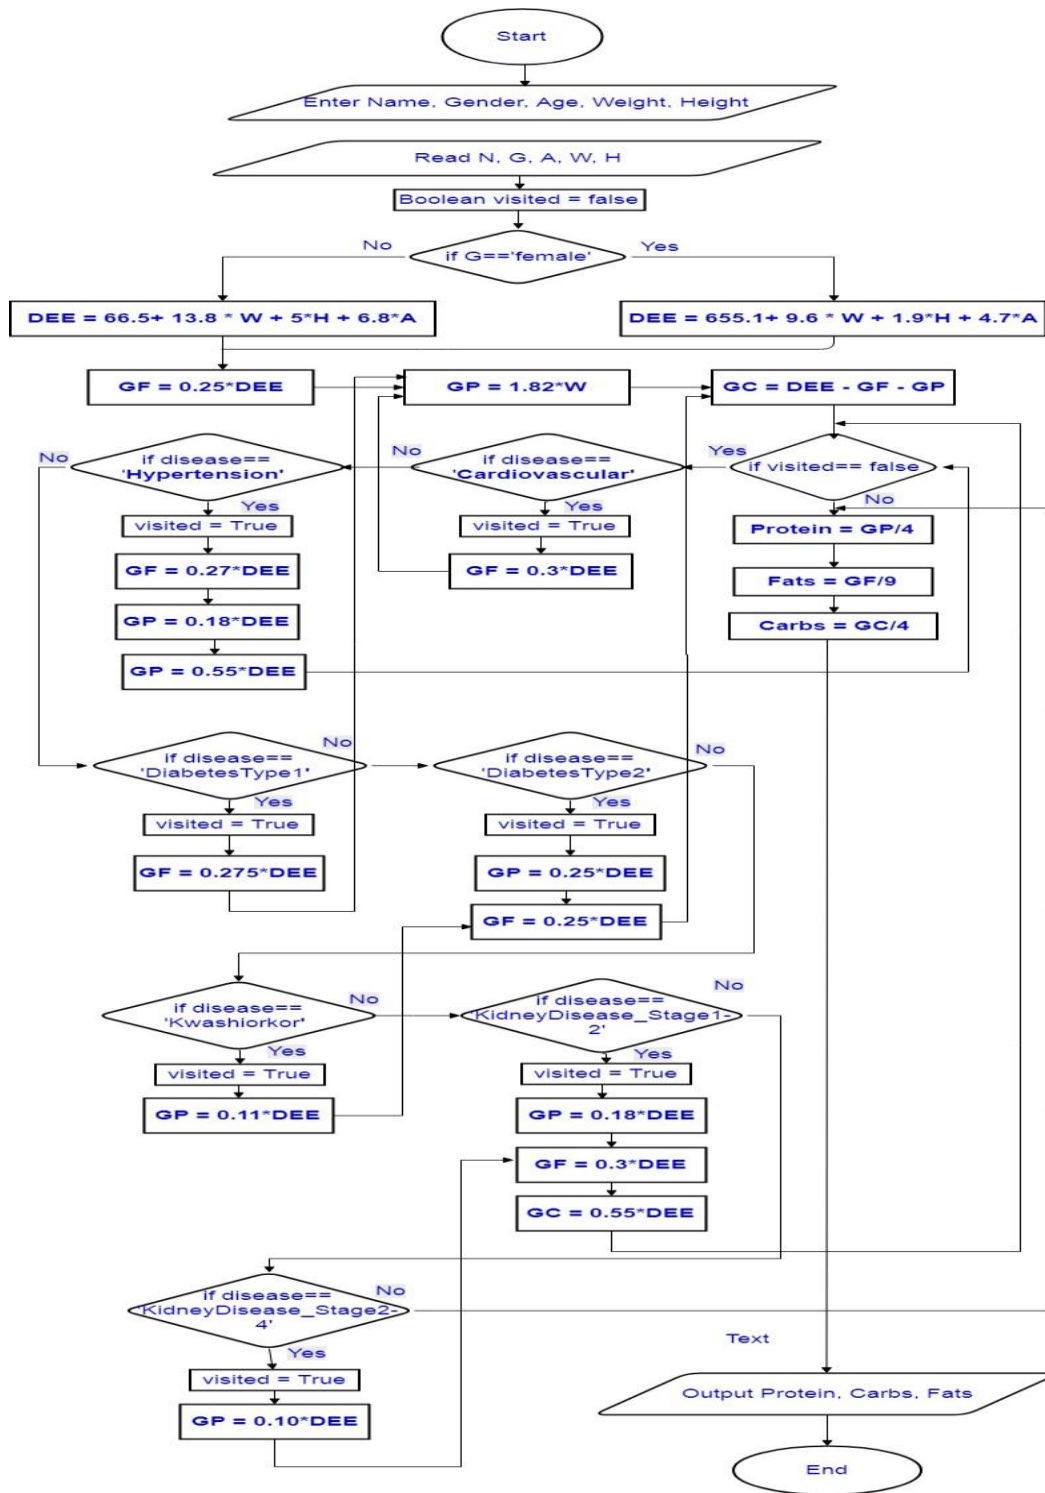 Start
Enter Name, Gender, Age, Weight, Height
Read N, G, A, W, H
Boolean visited = false
No
if G=='female'
Yes
DEE = 66.5+ 13.8 * W + 5*H + 6.8*A
DEE = 655.1+ 9.6 * W + 1.9*H + 4.7*A
GF = 0.25*DEE
GP = 1.82*W
GC = DEE - GF - GP
No
if disease==
'Hypertension'
No
if disease==
'Cardiovascular'
Yes
if visited== false
Yes
visited = True
Yes
visited = True
No
GF = 0.27*DEE
GF = 0.3*DEE
Protein = GP/4
GP = 0.18*DEE
Fats = GF/9
GP = 0.55*DEE
Carbs = GC/4
if disease==
'DiabetesType1'
No
if disease==
'DiabetesType2'
No
Yes
visited = True
Yes
visited = True
GF = 0.275*DEE
GP = 0.25*DEE
GF = 0.25*DEE
if disease==
'Kwashiorkor'
No
if disease==
'KidneyDisease_Stage1-
2'
No
Yes
visited = True
Yes
visited = True
GP = 0.11*DEE
GP = 0.18*DEE
GF = 0.3*DEE
GC = 0.55*DEE
if disease==
'KidneyDisease_Stage2-
4'
No
Yes
visited = True
GP = 0.10*DEE
Text
Output Protein, Carbs, Fats
End